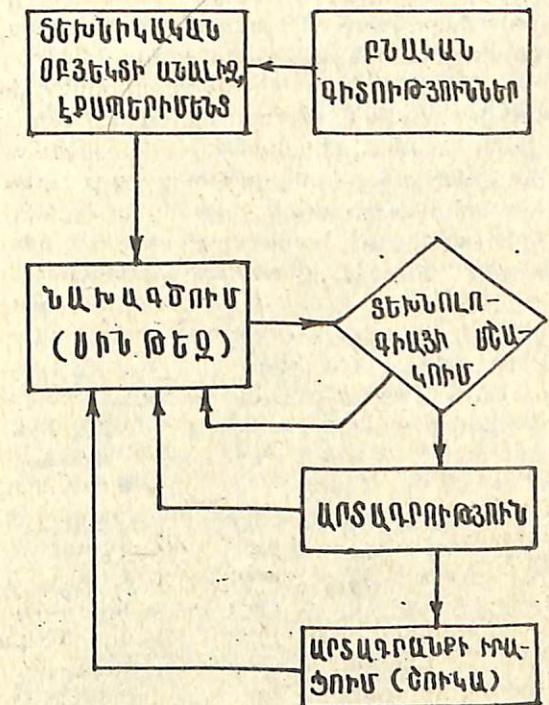 ՏԵԽՆԻԿԱԿԱՆ
ՕԲՅԵԿՏԻ ԱՆԱԼԻԶ,
ԷՔՍՊԵՐԻՄԵՆՏ
ԲՆԱԿԱՆ
ԳԻՏՈՒԹՅՈՒՆՆԵՐ
ՆԱԽԱԳԾՈՒՄ
(ՍԻՆԹԵԶ)
ՏԵԽՆՈԼՈ-
ԳԻԱՅԻ ՄՇԱ-
ԿՈՒՄ
ԱՐՏԱԴՐՈՒԹՅՈՒՆ
ԱՐՏԱԴՐԱՆՔԻ ԻՐԱ-
ՑՈՒՄ (ՇՈՒԿԱ)